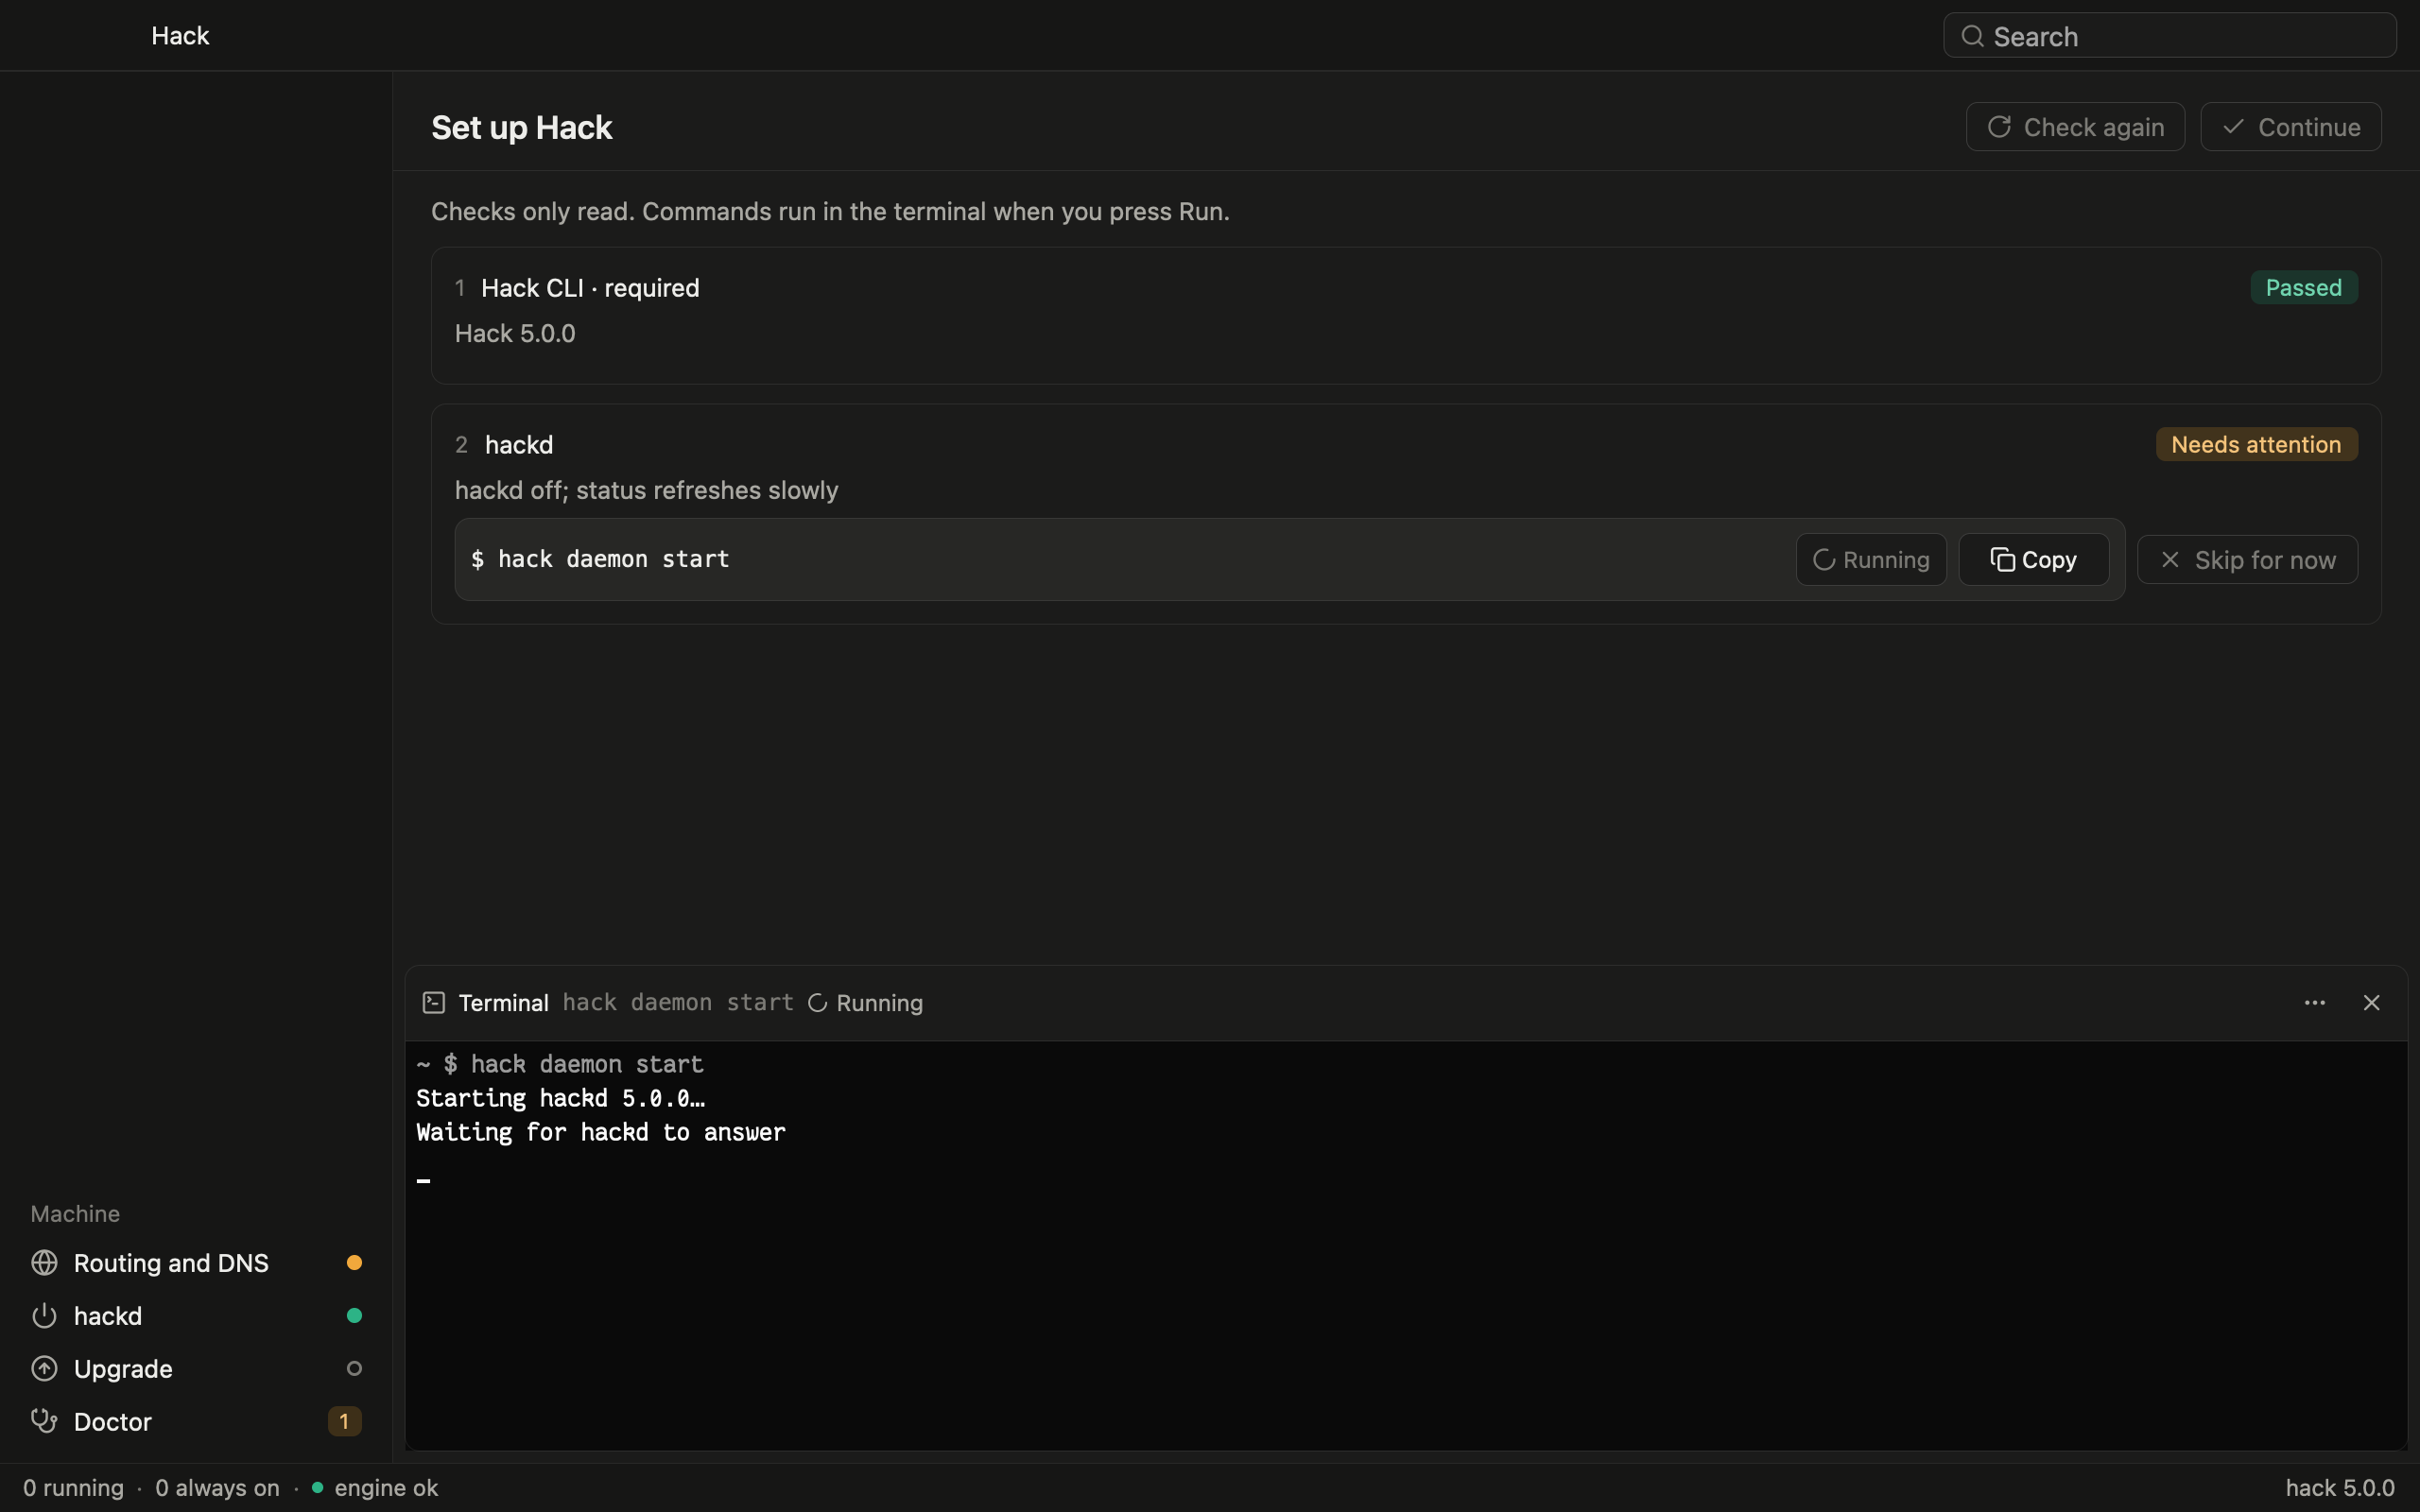 Hack
Search
Set up Hack
Check again
Continue
Checks only read. Commands run in the terminal when you press Run.
1 Hack CLI · required
Passed
Hack 5.0.0
2 hackd
Needs attention
hackd off; status refreshes slowly
$ hack daemon start
Running
Copy
Skip for now
Terminal hack daemon start Running
~ $ hack daemon start
Starting hackd 5.0.0…
Waiting for hackd to answer
Machine
Routing and DNS
hackd
Upgrade
Doctor 1
0 running · 0 always on · engine ok
hack 5.0.0